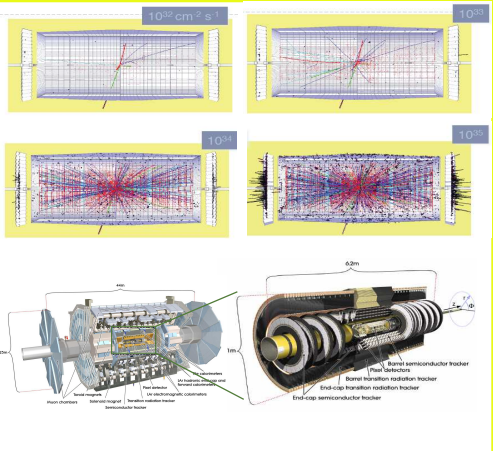 10³² cm⁻² s⁻¹
10³³
10³⁴
10³⁵
44m
6.2m
25m
1m
z
Φ
Muon chambers
Toroid magnets
Solenoid magnet
Semiconductor tracker
Transition radiation tracker
Pixel detector
LAr electromagnetic calorimeters
LAr hadronic end-cap and
forward calorimeters
Tile calorimeters
Barrel semiconductor tracker
Pixel detectors
Barrel transition radiation tracker
End-cap transition radiation tracker
End-cap semiconductor tracker